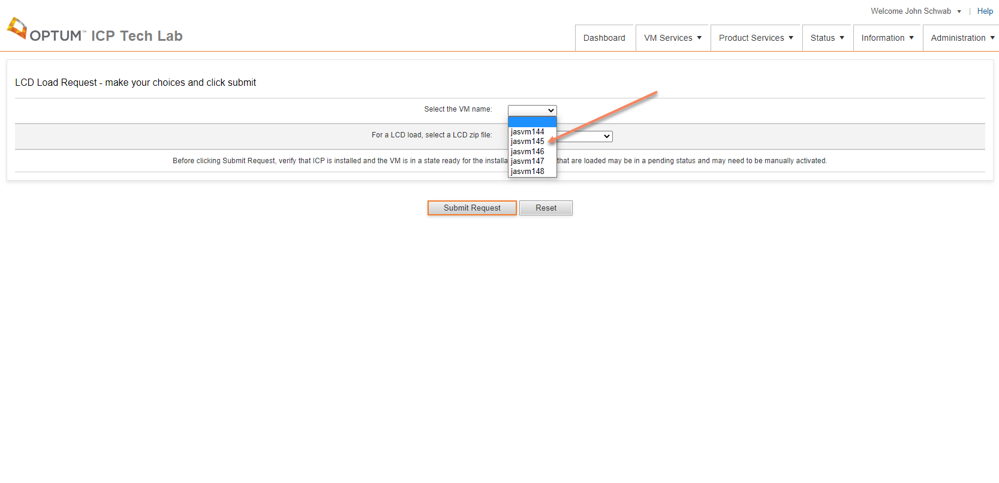 Welcome John Schwab | Help
OPTUM™ ICP Tech Lab
Dashboard VM Services Product Services Status Information Administration
LCD Load Request - make your choices and click submit
Select the VM name:
jasvm144
For a LCD load, select a LCD zip file:
jasvm145
jasvm146
Before clicking Submit Request, verify that ICP is installed and the VM is in a state ready for the installa
jasvm147
that are loaded may be in a pending status and may need to be manually activated.
jasvm148
Submit Request Reset